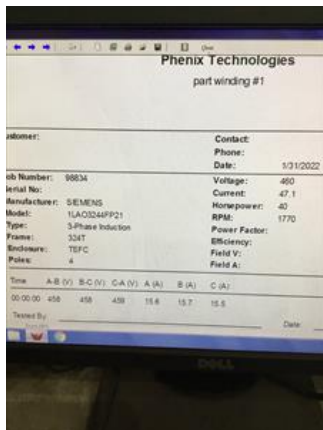 Phenix Technologies
part winding #1
ustomer:
Contact:
Phone:
Date: 1/31/2022
ob Number: 98834
Voltage: 460
erial No:
Current: 47.1
Manufacturer: SIEMENS
Horsepower: 40
Model: 1LAO3244FP21
RPM: 1770
Type: 3-Phase Induction
Power Factor:
Frame: 324T
Efficiency:
Enclosure: TEFC
Field V:
Poles: 4
Field A:
Time A-B (V) B-C (V) C-A (V) A (A) B (A) C (A)
00:00:00 458 458 458 15.6 15.7 15.5
Tested By:
Date:
DELL